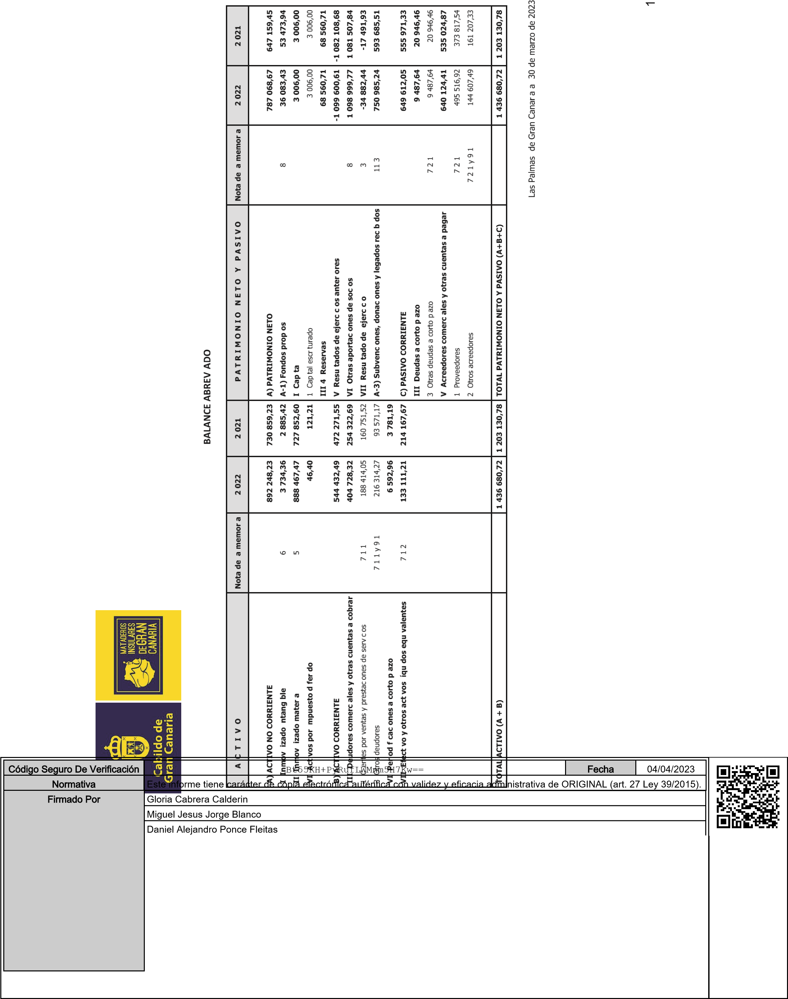 Cabildo de
Gran Canaria
MATADEROS
INSULARES
DE GRAN
CANARIA
BALANCE ABREV ADO
A C T I V O Nota de a memor a 2 022 2 021 P A T R I M O N I O N E T O Y P A S I V O Nota de a memor a 2 022 2 021
A) ACTIVO NO CORRIENTE 892 248,23 730 859,23 A) PATRIMONIO NETO 787 068,67 647 159,45
I Inmov izado ntang ble 6 3 734,36 2 885,42 A-1) Fondos prop os 8 36 083,43 53 473,94
II Inmov izado mater a 5 888 467,47 727 852,60 I Cap ta 3 006,00 3 006,00
VI Act vos por mpuesto d fer do 46,40 121,21 1 Cap tal escr turado 3 006,00 3 006,00
III 4 Reservas 68 560,71 68 560,71
B) ACTIVO CORRIENTE 544 432,49 472 271,55 V Resu tados de ejerc c os anter ores -1 099 600,61 -1 082 108,68
III Deudores comerc ales y otras cuentas a cobrar 404 728,32 254 322,69 VI Otras aportac ones de soc os 8 1 098 999,77 1 081 507,84
1 C entes por ventas y prestac ones de serv c os 7 1 1 188 414,05 160 751,52 VII Resu tado de ejerc c o 3 -34 882,44 -17 491,93
3 Otros deudores 7 1 1 y 9 1 216 314,27 93 571,17 A-3) Subvenc ones, donac ones y legados rec b dos 11 3 750 985,24 593 685,51
VI Per od f cac ones a corto p azo 6 592,96 3 781,19
VII Efect vo y otros act vos íqu dos equ valentes 7 1 2 133 111,21 214 167,67 C) PASIVO CORRIENTE 649 612,05 555 971,33
III Deudas a corto p azo 9 487,64 20 946,46
3 Otras deudas a corto p azo 7 2 1 9 487,64 20 946,46
V Acreedores comerc ales y otras cuentas a pagar 640 124,41 535 024,87
1 Proveedores 7 2 1 495 516,92 373 817,54
2 Otros acreedores 7 2 1 y 9 1 144 607,49 161 207,33
TOTAL ACTIVO (A + B) 1 436 680,72 1 203 130,78 TOTAL PATRIMONIO NETO Y PASIVO (A+B+C) 1 436 680,72 1 203 130,78
Las Palmas de Gran Canar a a 30 de marzo de 2023
1
Código Seguro De Verificación Fecha 04/04/2023
Normativa Este informe tiene carácter de copia electrónica auténtica con validez y eficacia administrativa de ORIGINAL (art. 27 Ley 39/2015).
Firmado Por Gloria Cabrera Calderin
Miguel Jesus Jorge Blanco
Daniel Alejandro Ponce Fleitas